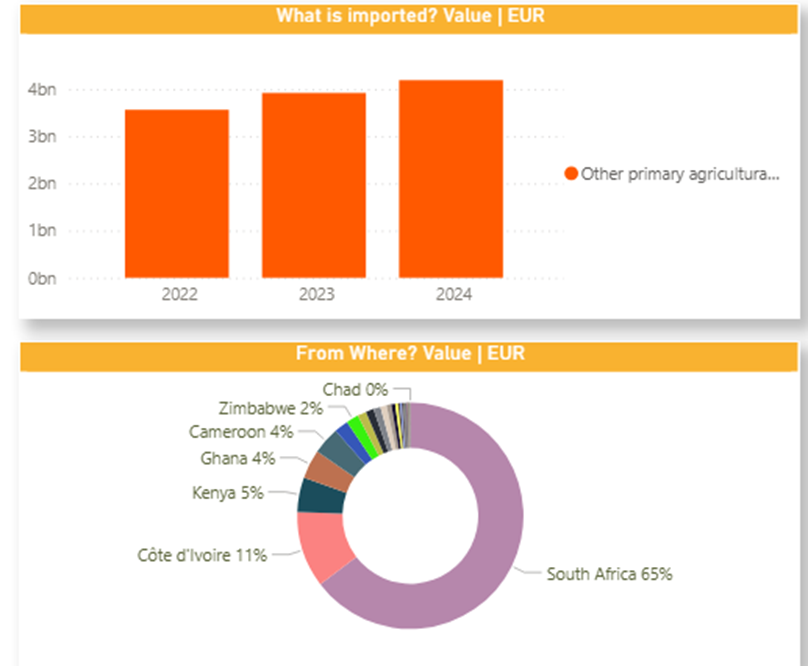 What is imported? Value | EUR
4bn
3bn
2bn
1bn
0bn
2022
2023
2024
Other primary agricultura...
From Where? Value | EUR
Chad 0%
Zimbabwe 2%
Cameroon 4%
Ghana 4%
Kenya 5%
Côte d'Ivoire 11%
South Africa 65%